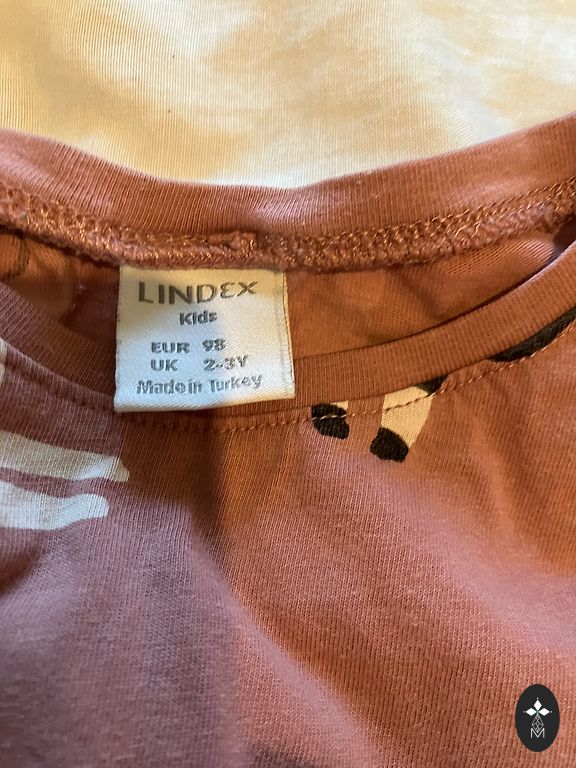 LINDEX
Kids
EUR 98
UK 2-3Y
Made in Turkey
M